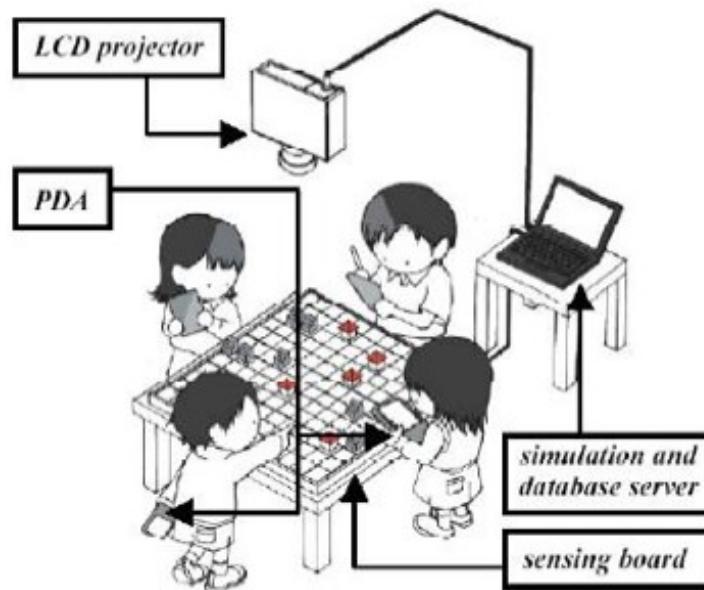 LCD projector
PDA
simulation and
database server
sensing board